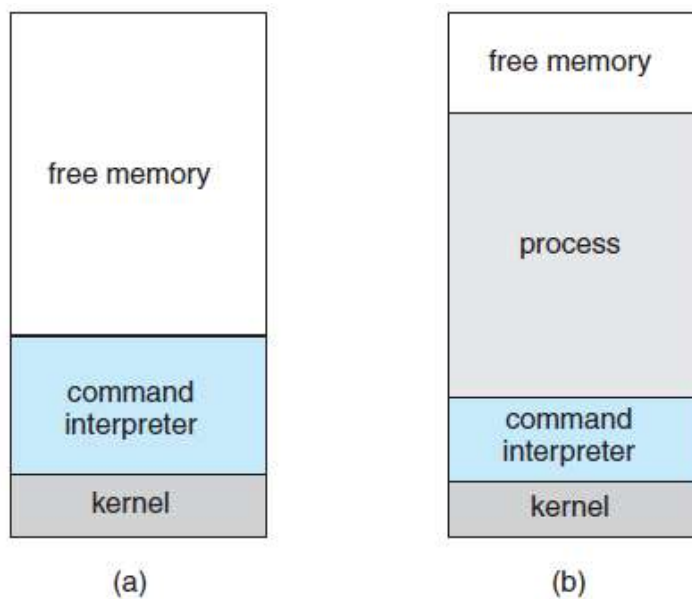 free memory
command
interpreter
kernel
(a)
free memory
process
command
interpreter
kernel
(b)